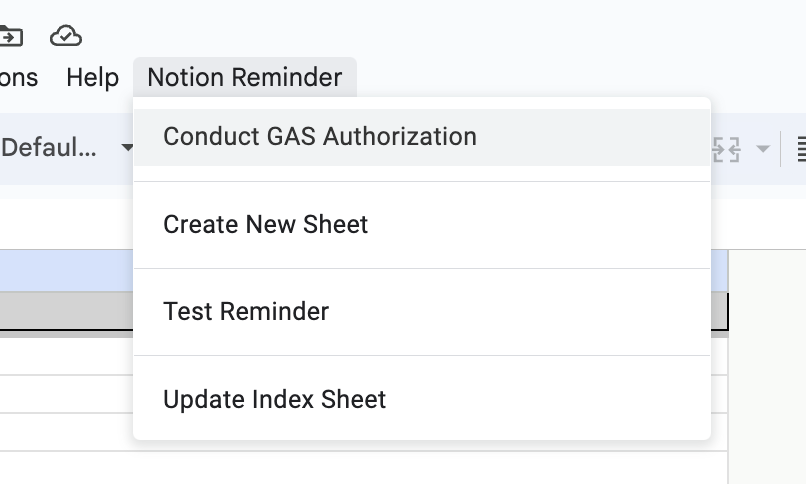 ons Help Notion Reminder
Defaul...
Conduct GAS Authorization
Create New Sheet
Test Reminder
Update Index Sheet